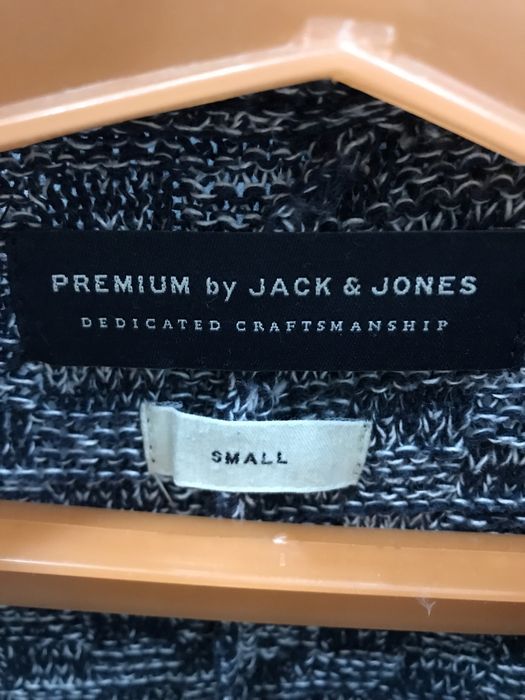 PREMIUM by JACK & JONES
DEDICATED CRAFTSMANSHIP
SMALL